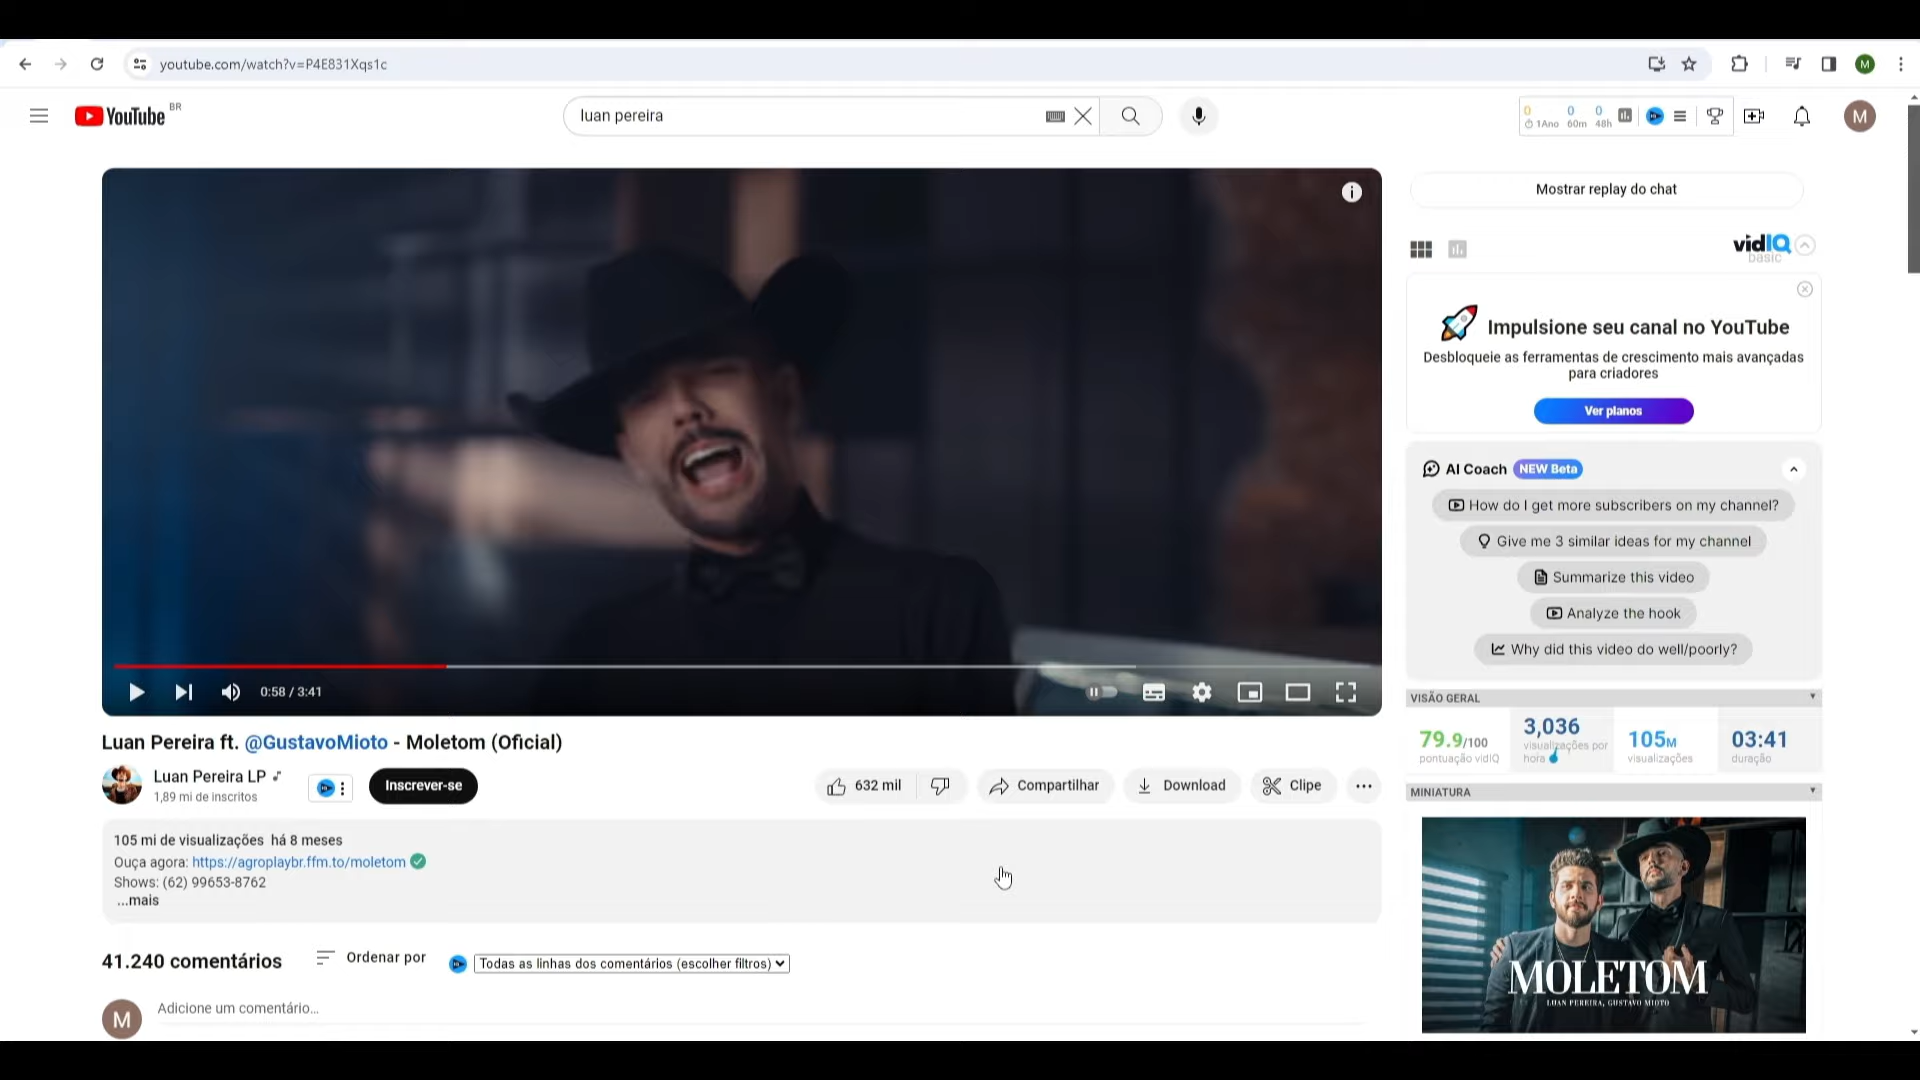 youtube.com/watch?v=P4E831Xqs1c
M
YouTube BR
luan pereira
0 0 0
1Ano 60m 48h
M
Mostrar replay do chat
vidIQ
basic
Impulsione seu canal no YouTube
Desbloqueie as ferramentas de crescimento mais avançadas
para criadores
Ver planos
AI Coach NEW Beta
How do I get more subscribers on my channel?
Give me 3 similar ideas for my channel
Summarize this video
Analyze the hook
Why did this video do well/poorly?
0:58 / 3:41
VISÃO GERAL
79.9/100
pontuação vidIQ
3,036
visualizações por
hora
105M
visualizações
03:41
duração
MINIATURA
MOLETOM
LUAN PEREIRA, GUSTAVO MIOTO
Luan Pereira ft. @GustavoMioto - Moletom (Oficial)
Luan Pereira LP
1,89 mi de inscritos
Inscrever-se
632 mil
Compartilhar
Download
Clipe
105 mi de visualizações há 8 meses
Ouça agora: https://agroplaybr.ffm.to/moletom
Shows: (62) 99653-8762
...mais
41.240 comentários
Ordenar por
Todas as linhas dos comentários (escolher filtros)
M
Adicione um comentário...